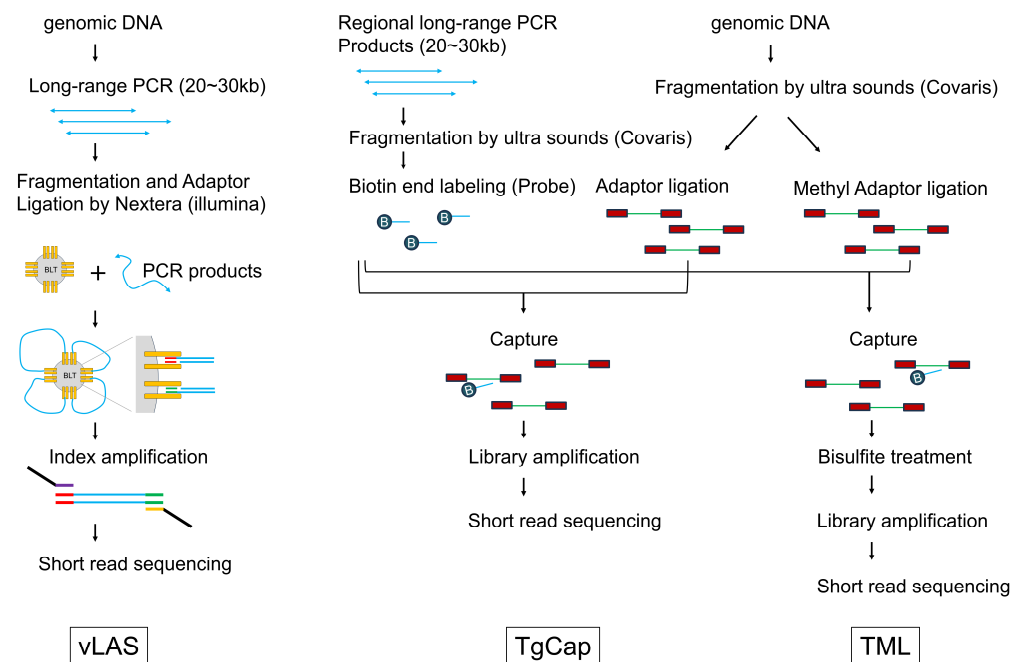 genomic DNA
Long-range PCR (20~30kb)
Fragmentation and Adaptor
Ligation by Nextera (illumina)
BLT
+
PCR products
BLT
Index amplification
Short read sequencing
vLAS
Regional long-range PCR
Products (20~30kb)
Fragmentation by ultra sounds (Covaris)
Biotin end labeling (Probe)
B
B
B
genomic DNA
Fragmentation by ultra sounds (Covaris)
Adaptor ligation
Methyl Adaptor ligation
Capture
B
Library amplification
Short read sequencing
TgCap
Capture
B
Bisulfite treatment
Library amplification
Short read sequencing
TML